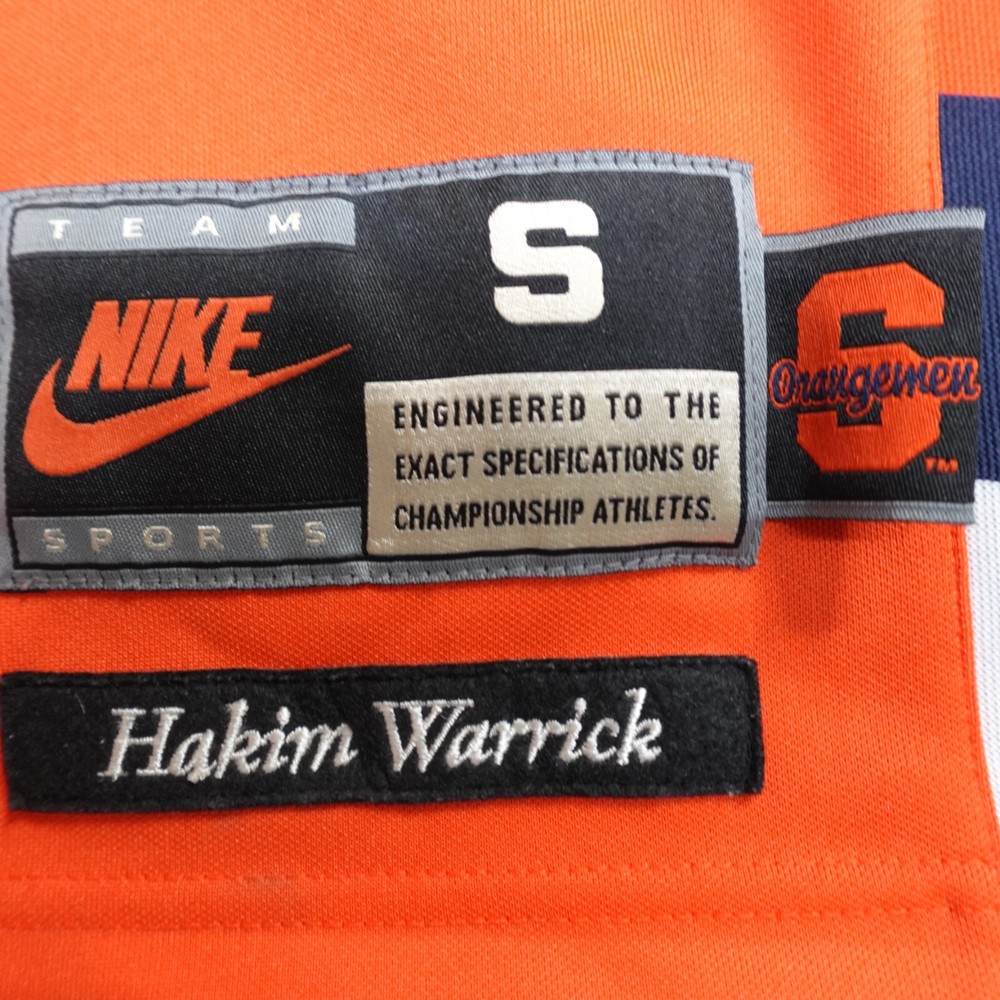 TEAM
NIKE
SPORTS
S
ENGINEERED TO THE
EXACT SPECIFICATIONS OF
CHAMPIONSHIP ATHLETES.
S
Orangemen
TM
Hakim Warrick